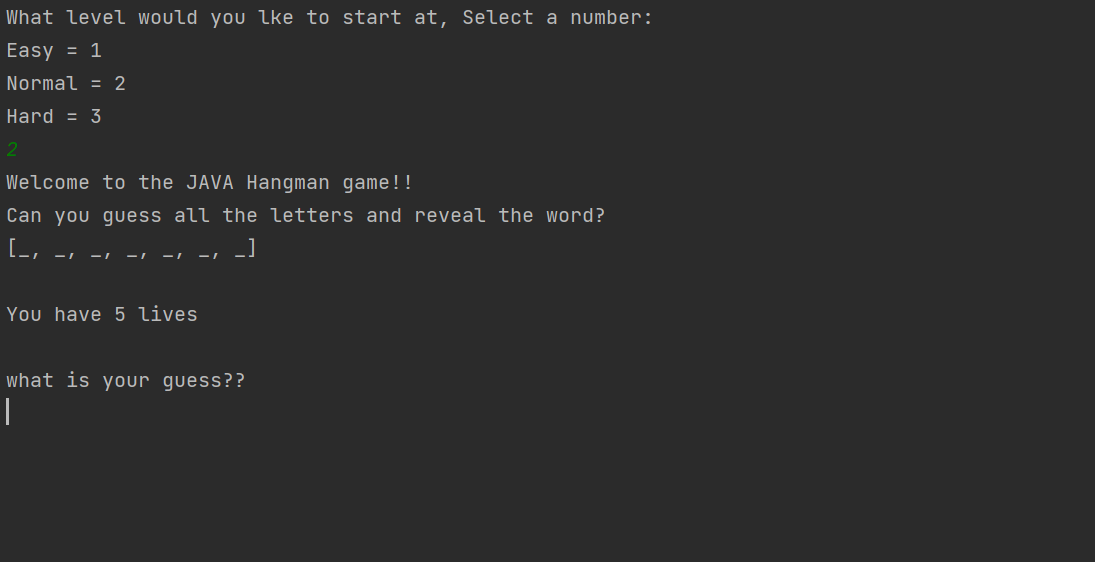 What level would you lke to start at, Select a number:
Easy = 1
Normal = 2
Hard = 3
2
Welcome to the JAVA Hangman game!!
Can you guess all the letters and reveal the word?
[_, _, _, _, _, _, _]
You have 5 lives
what is your guess??